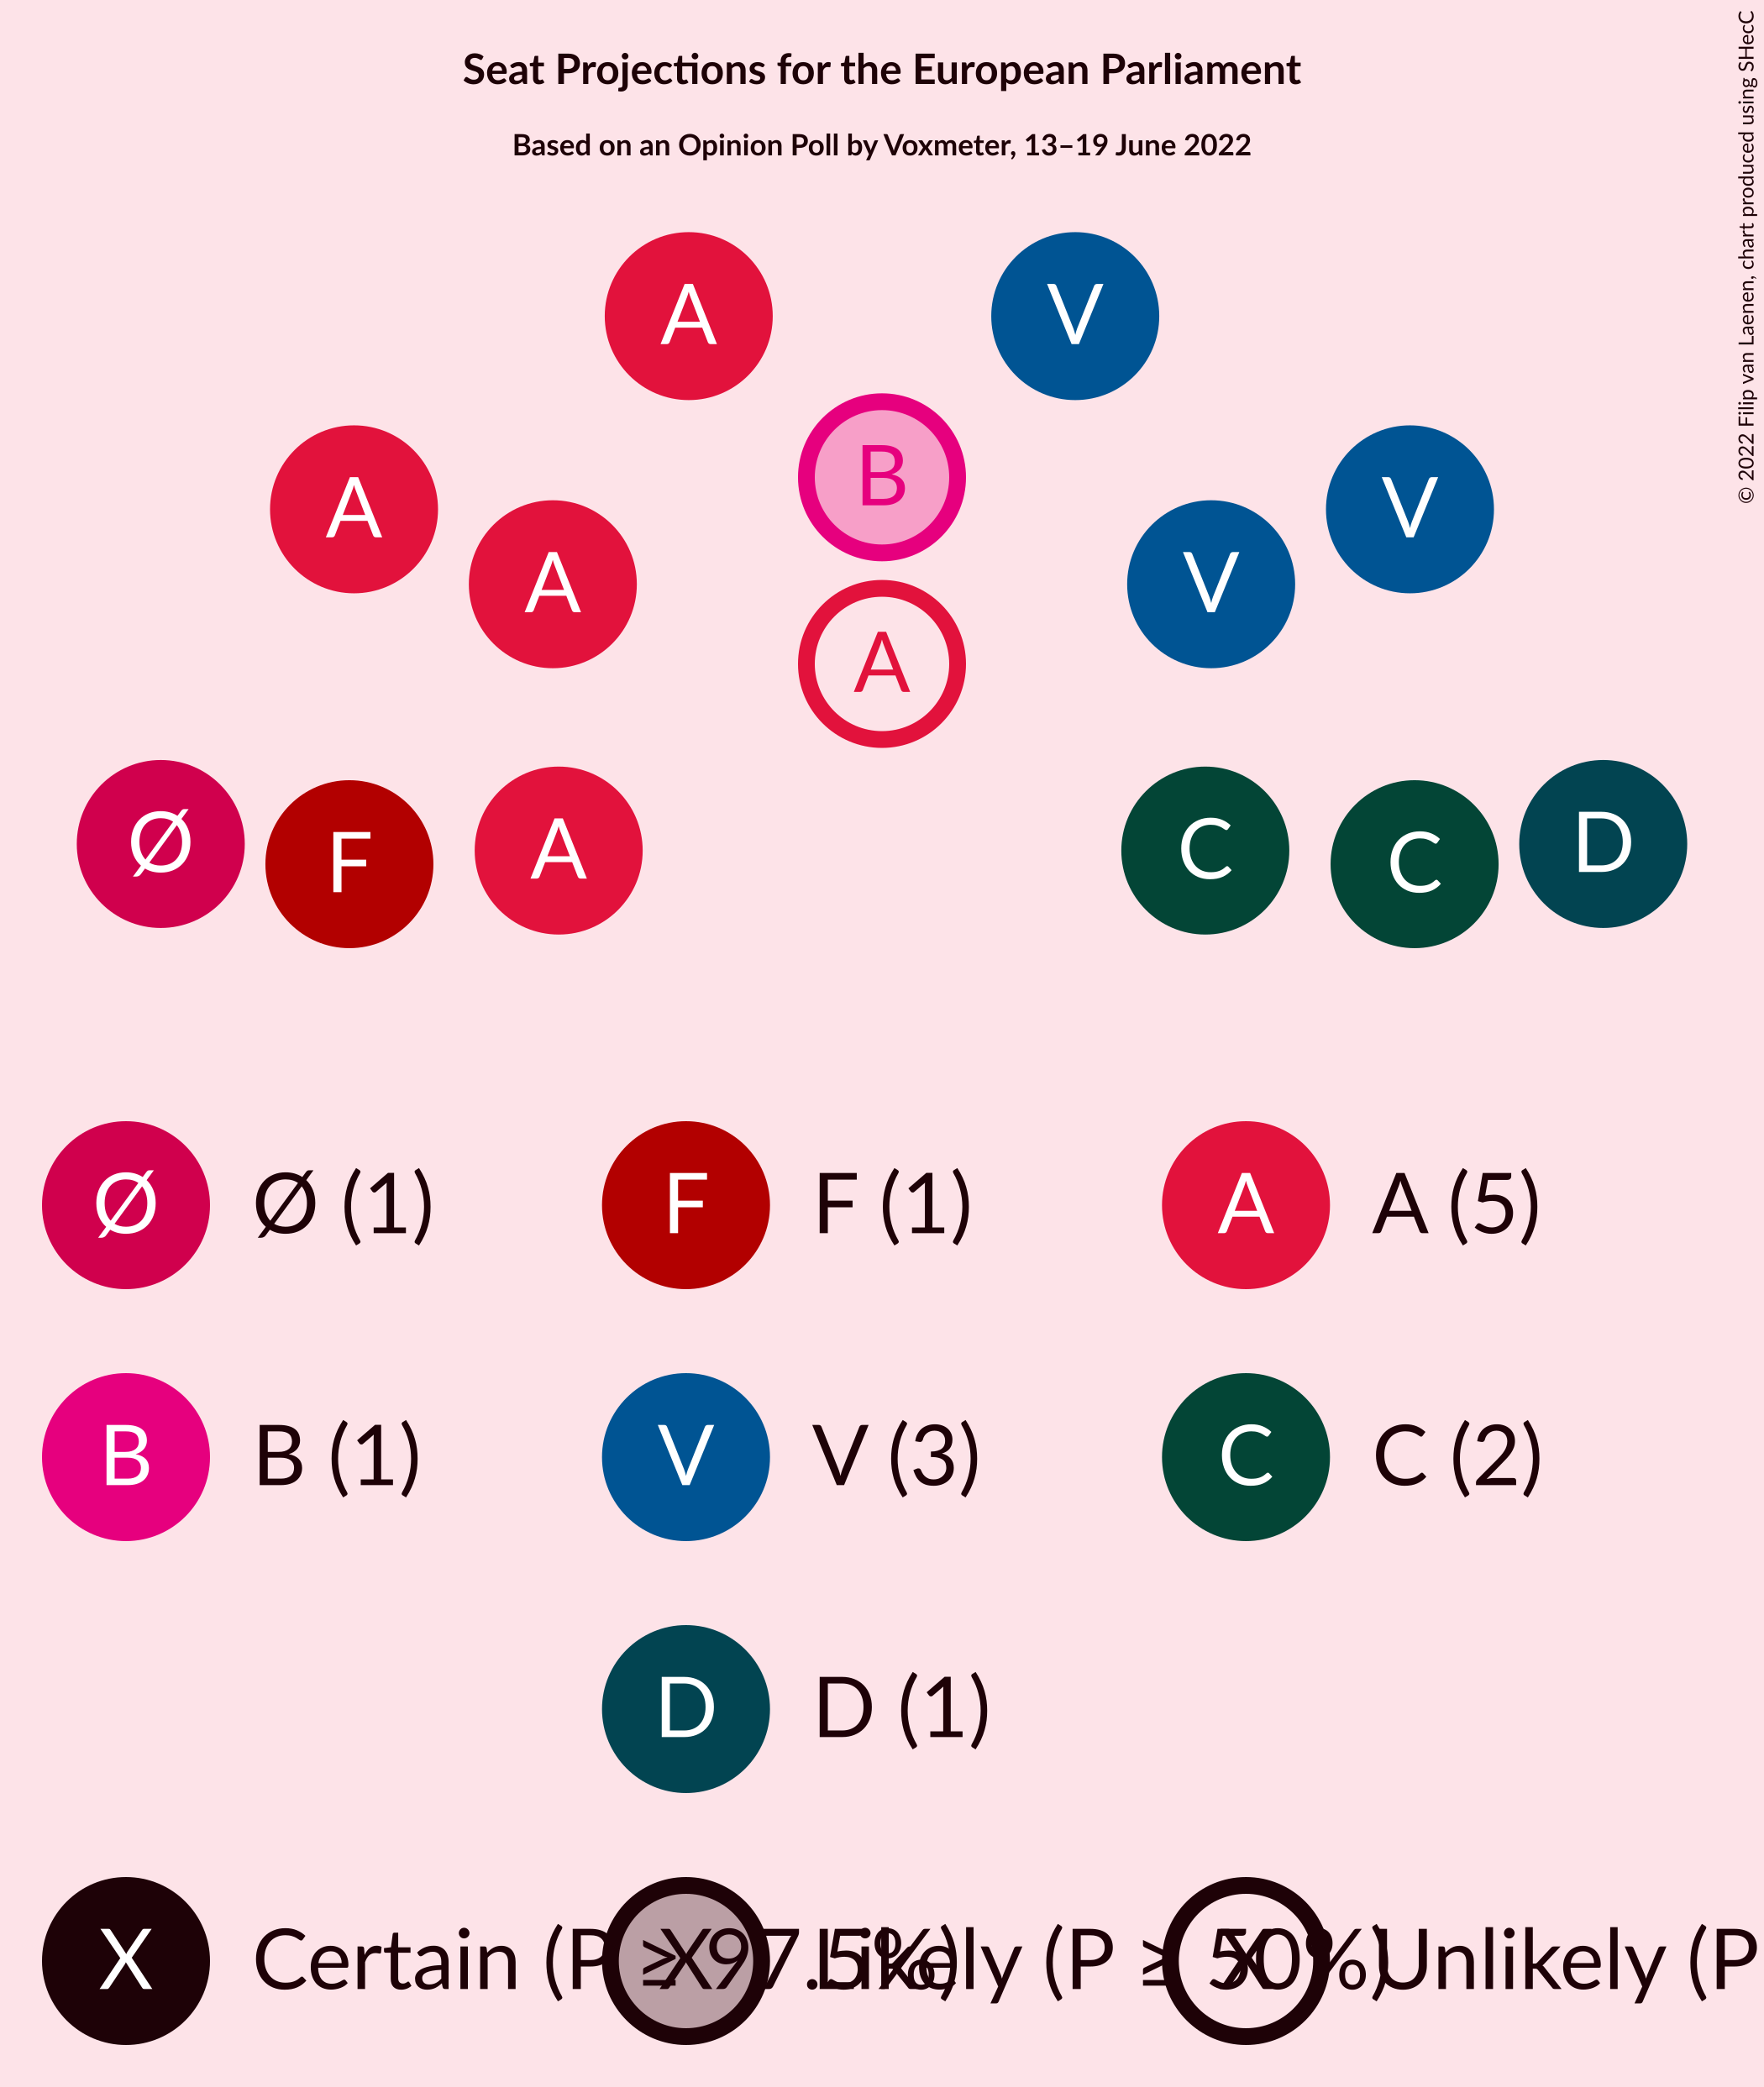 Seat Projections for the European Parliament
Based on an Opinion Poll by Voxmeter, 13–19 June 2022
© 2022 Filip van Laenen, chart produced using SHecC
A V
B
A V
A V
A
Ø D
A C
F C
Ø Ø (1) F F (1) A A (5)
B B (1) V V (3) C C (2)
D D (1)
X Certain (P ≥ 97.5%) X Likely (P ≥ 50%) X Unlikely (P